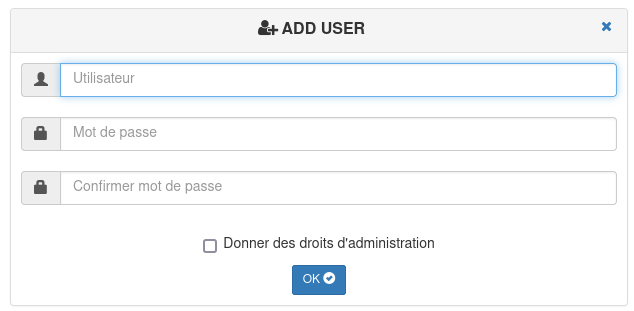 ADD USER
Utilisateur
Mot de passe
Confirmer mot de passe
Donner des droits d'administration
OK